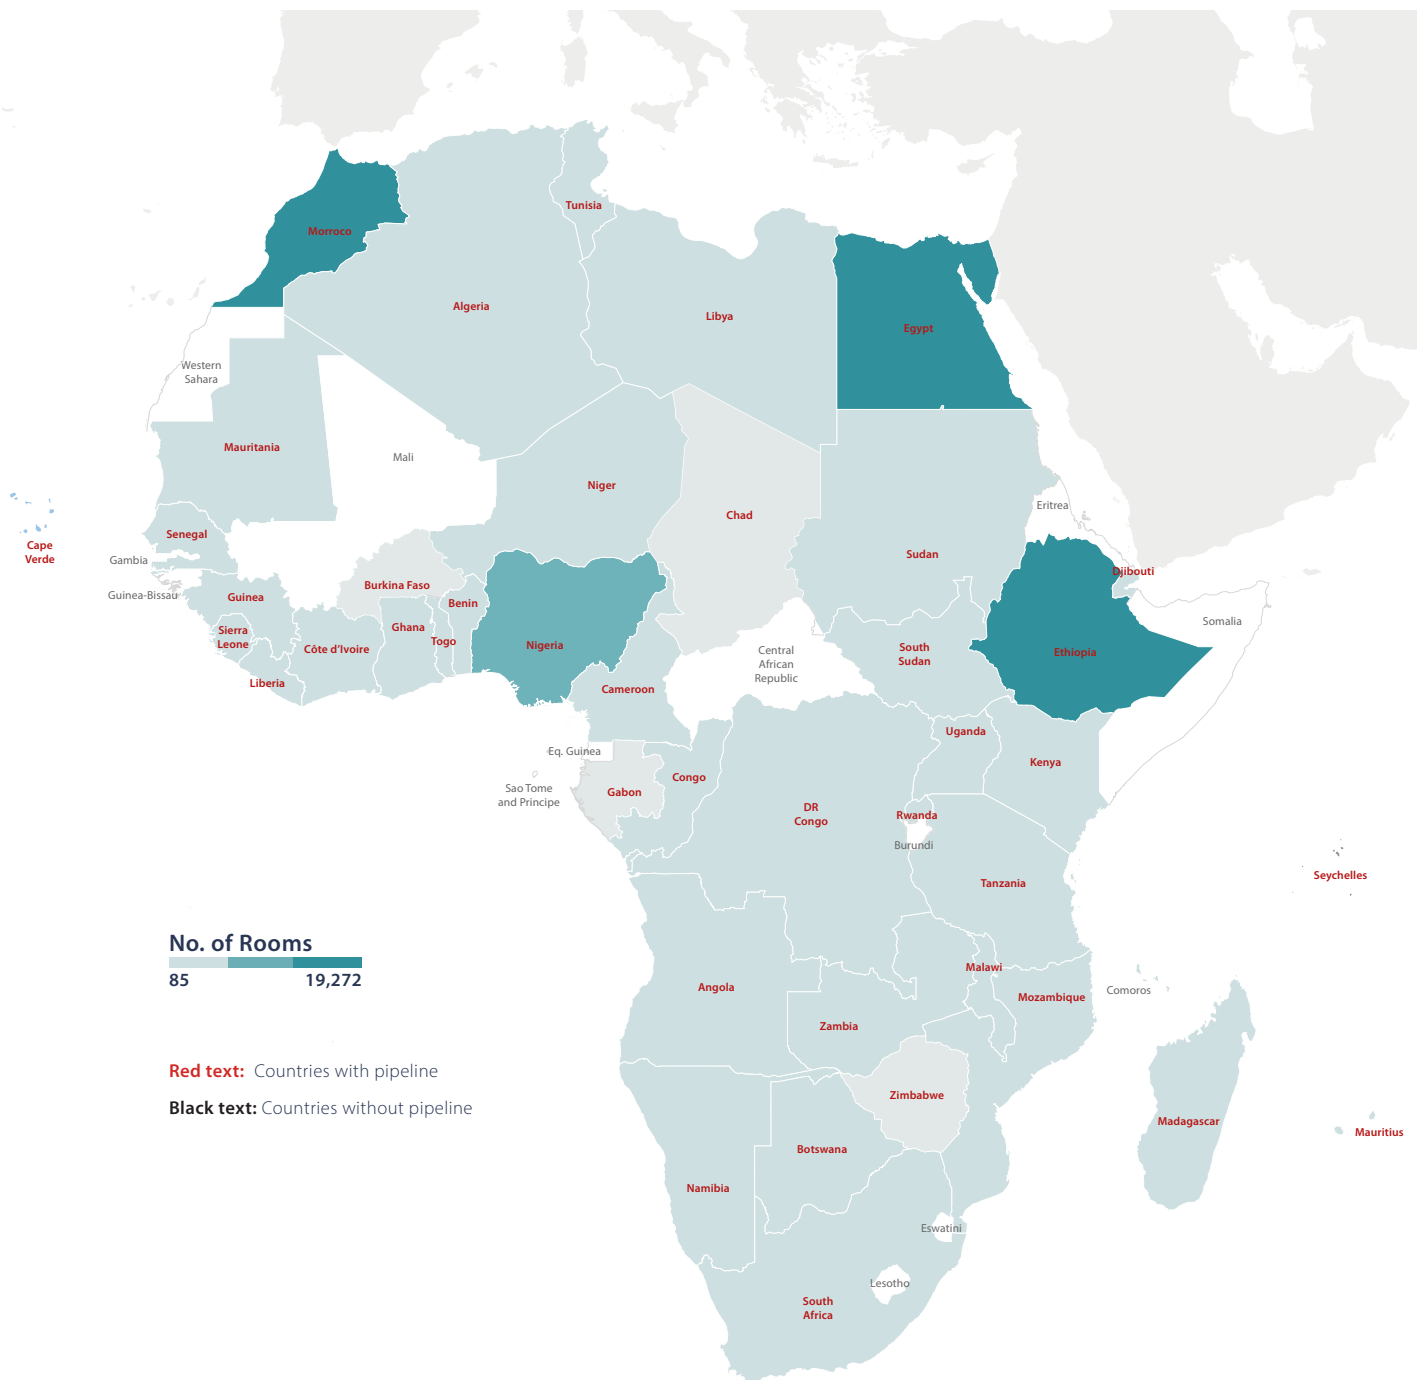 Tunisia
Morroco
Algeria
Libya
Egypt
Western
Sahara
Mauritania
Mali
Niger
Chad
Eritrea
Cape
Verde
Senegal
Gambia
Sudan
Djibouti
Guinea-Bissau
Guinea
Burkina Faso
Benin
Sierra
Leone
Côte d'Ivoire
Ghana
Togo
Nigeria
Central
African
Republic
South
Sudan
Ethiopia
Somalia
Liberia
Cameroon
Eq. Guinea
Sao Tome
and Principe
Gabon
Congo
DR
Congo
Uganda
Kenya
Rwanda
Burundi
Tanzania
Seychelles
No. of Rooms
85 19,272
Angola
Zambia
Malawi
Mozambique
Comoros
Red text: Countries with pipeline
Black text: Countries without pipeline
Zimbabwe
Madagascar
Mauritius
Botswana
Namibia
Eswatini
Lesotho
South
Africa